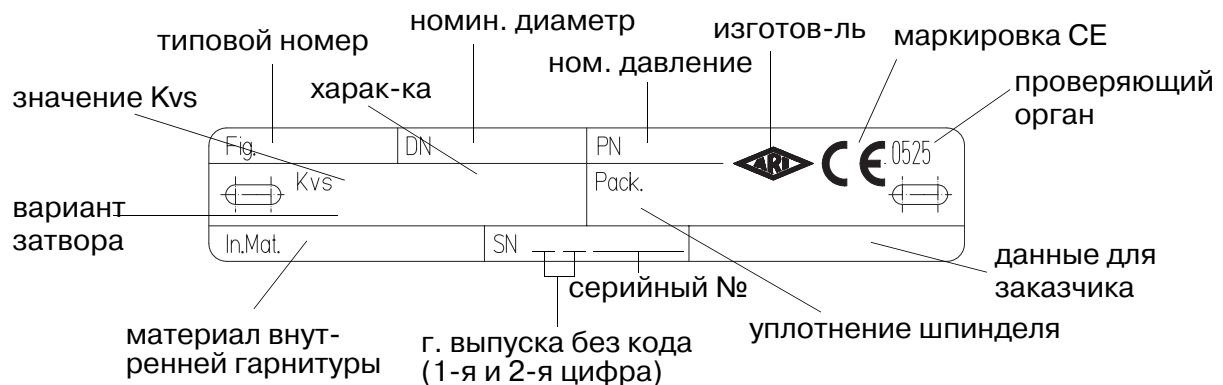 номин. диаметр
изготов-ль
типовой номер
маркировка CE
ном. давление
харак-ка
проверяющий
орган
значение Kvs
Fig.
DN
PN
ARI
CE
.0525
Kvs
Pack.
вариант
затвора
In.Mat.
SN
данные для
заказчика
серийный №
материал внут-
ренней гарнитуры
г. выпуска без кода
(1-я и 2-я цифра)
уплотнение шпинделя